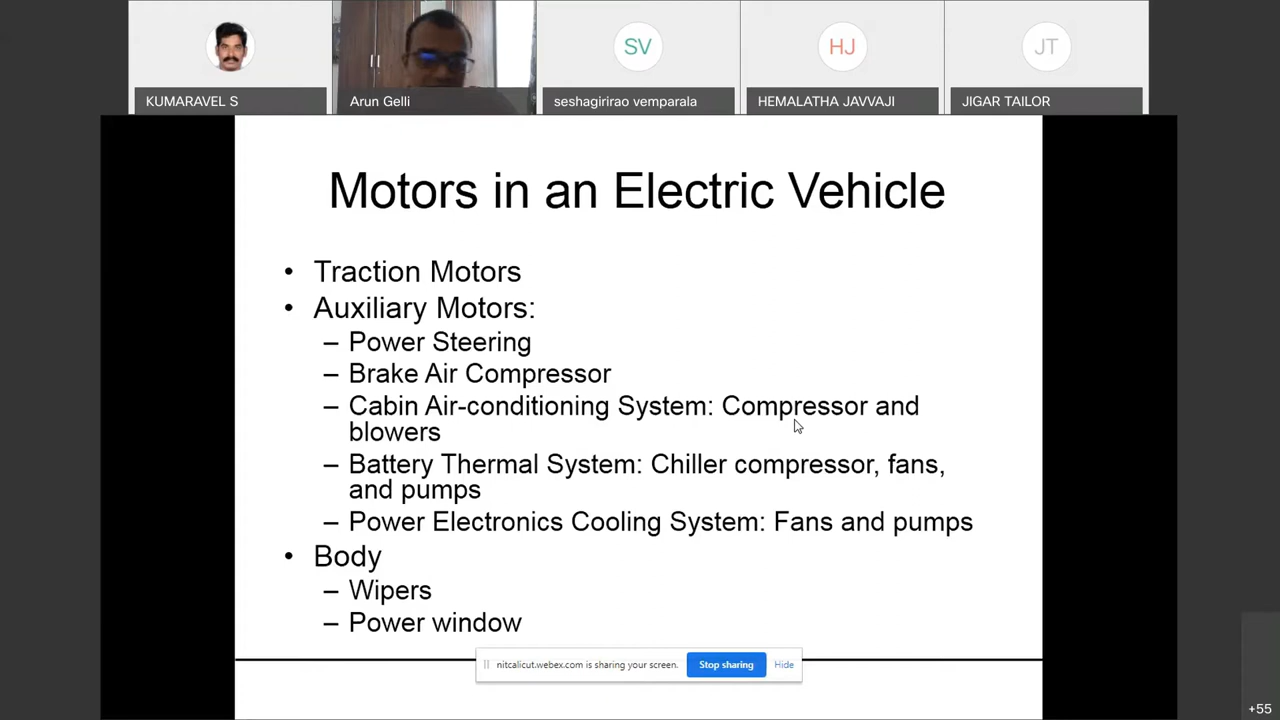 SV
HJ
JT
KUMARAVEL S
Arun Gelli
seshagirirao vemparala
HEMALATHA JAVVAJI
JIGAR TAILOR
Motors in an Electric Vehicle
• Traction Motors
• Auxiliary Motors:
– Power Steering
– Brake Air Compressor
– Cabin Air-conditioning System: Compressor and
blowers
– Battery Thermal System: Chiller compressor, fans,
and pumps
– Power Electronics Cooling System: Fans and pumps
• Body
– Wipers
– Power window
nitcalicut.webex.com is sharing your screen. Stop sharing Hide
+55